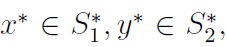 x* ∈ S₁*, y* ∈ S₂*,